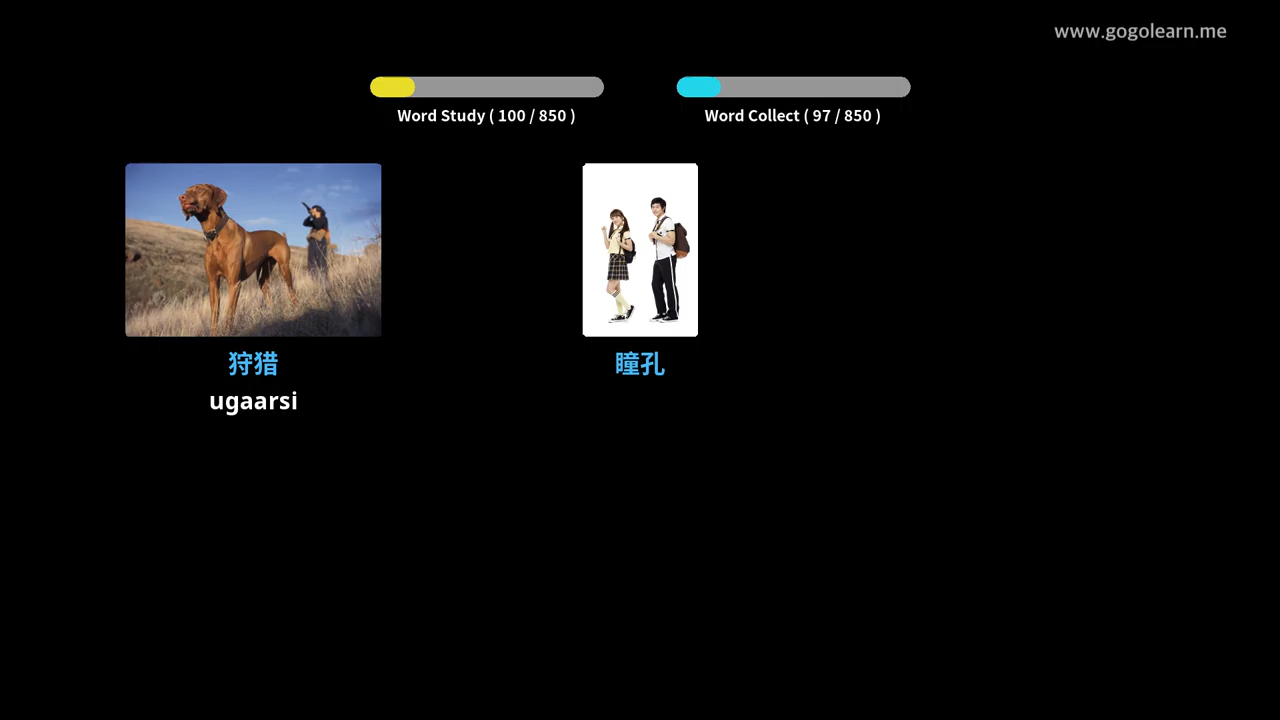 www.gogolearn.me
Word Study ( 100 / 850 )
Word Collect ( 97 / 850 )
狩猎
ugaarsi
瞳孔